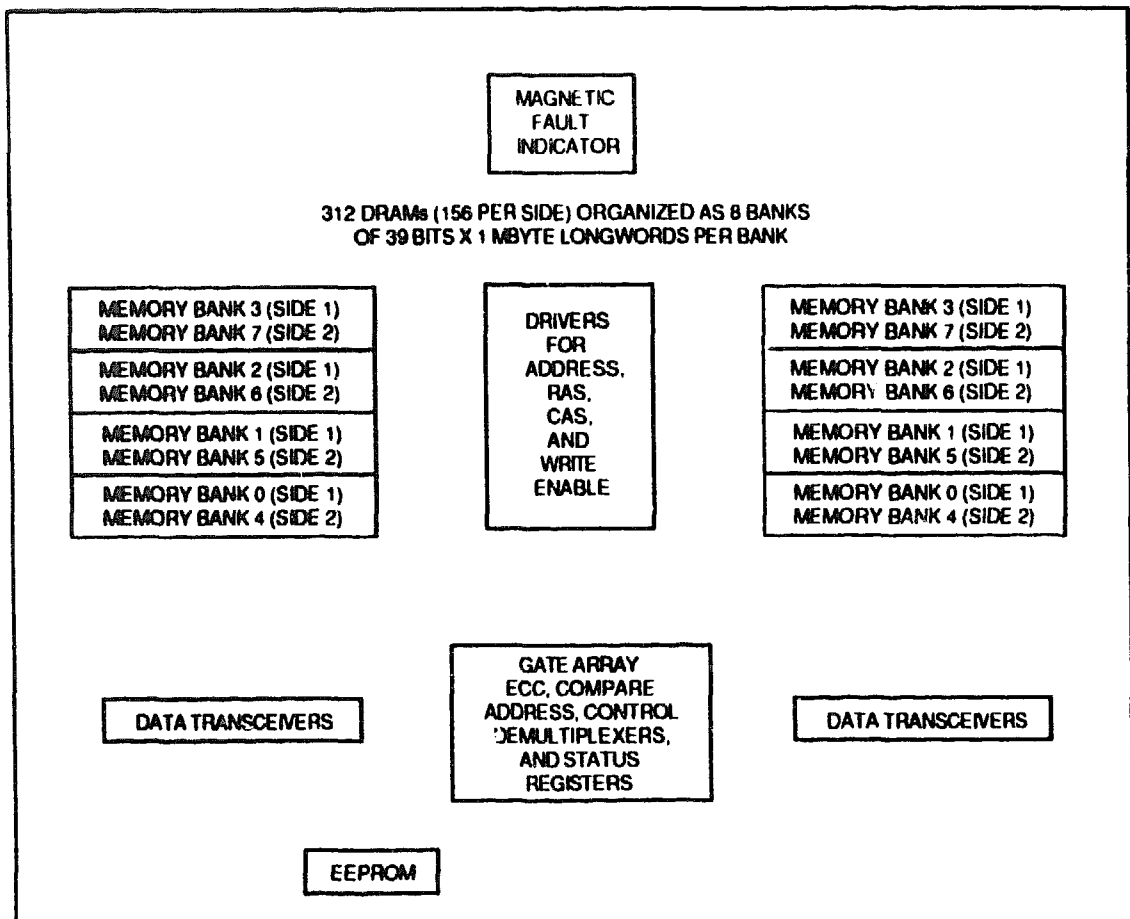 MAGNETIC
FAULT
INDICATOR
312 DRAMs (156 PER SIDE) ORGANIZED AS 8 BANKS
OF 39 BITS X 1 MBYTE LONGWORDS PER BANK
MEMORY BANK 3 (SIDE 1)
MEMORY BANK 7 (SIDE 2)
MEMORY BANK 2 (SIDE 1)
MEMORY BANK 6 (SIDE 2)
MEMORY BANK 1 (SIDE 1)
MEMORY BANK 5 (SIDE 2)
MEMORY BANK 0 (SIDE 1)
MEMORY BANK 4 (SIDE 2)
DRIVERS
FOR
ADDRESS,
RAS,
CAS,
AND
WRITE
ENABLE
MEMORY BANK 3 (SIDE 1)
MEMORY BANK 7 (SIDE 2)
MEMORY BANK 2 (SIDE 1)
MEMORY BANK 6 (SIDE 2)
MEMORY BANK 1 (SIDE 1)
MEMORY BANK 5 (SIDE 2)
MEMORY BANK 0 (SIDE 1)
MEMORY BANK 4 (SIDE 2)
DATA TRANSCEIVERS
GATE ARRAY
ECC, COMPARE
ADDRESS, CONTROL
DEMULTIPLEXERS,
AND STATUS
REGISTERS
DATA TRANSCEIVERS
EEPROM